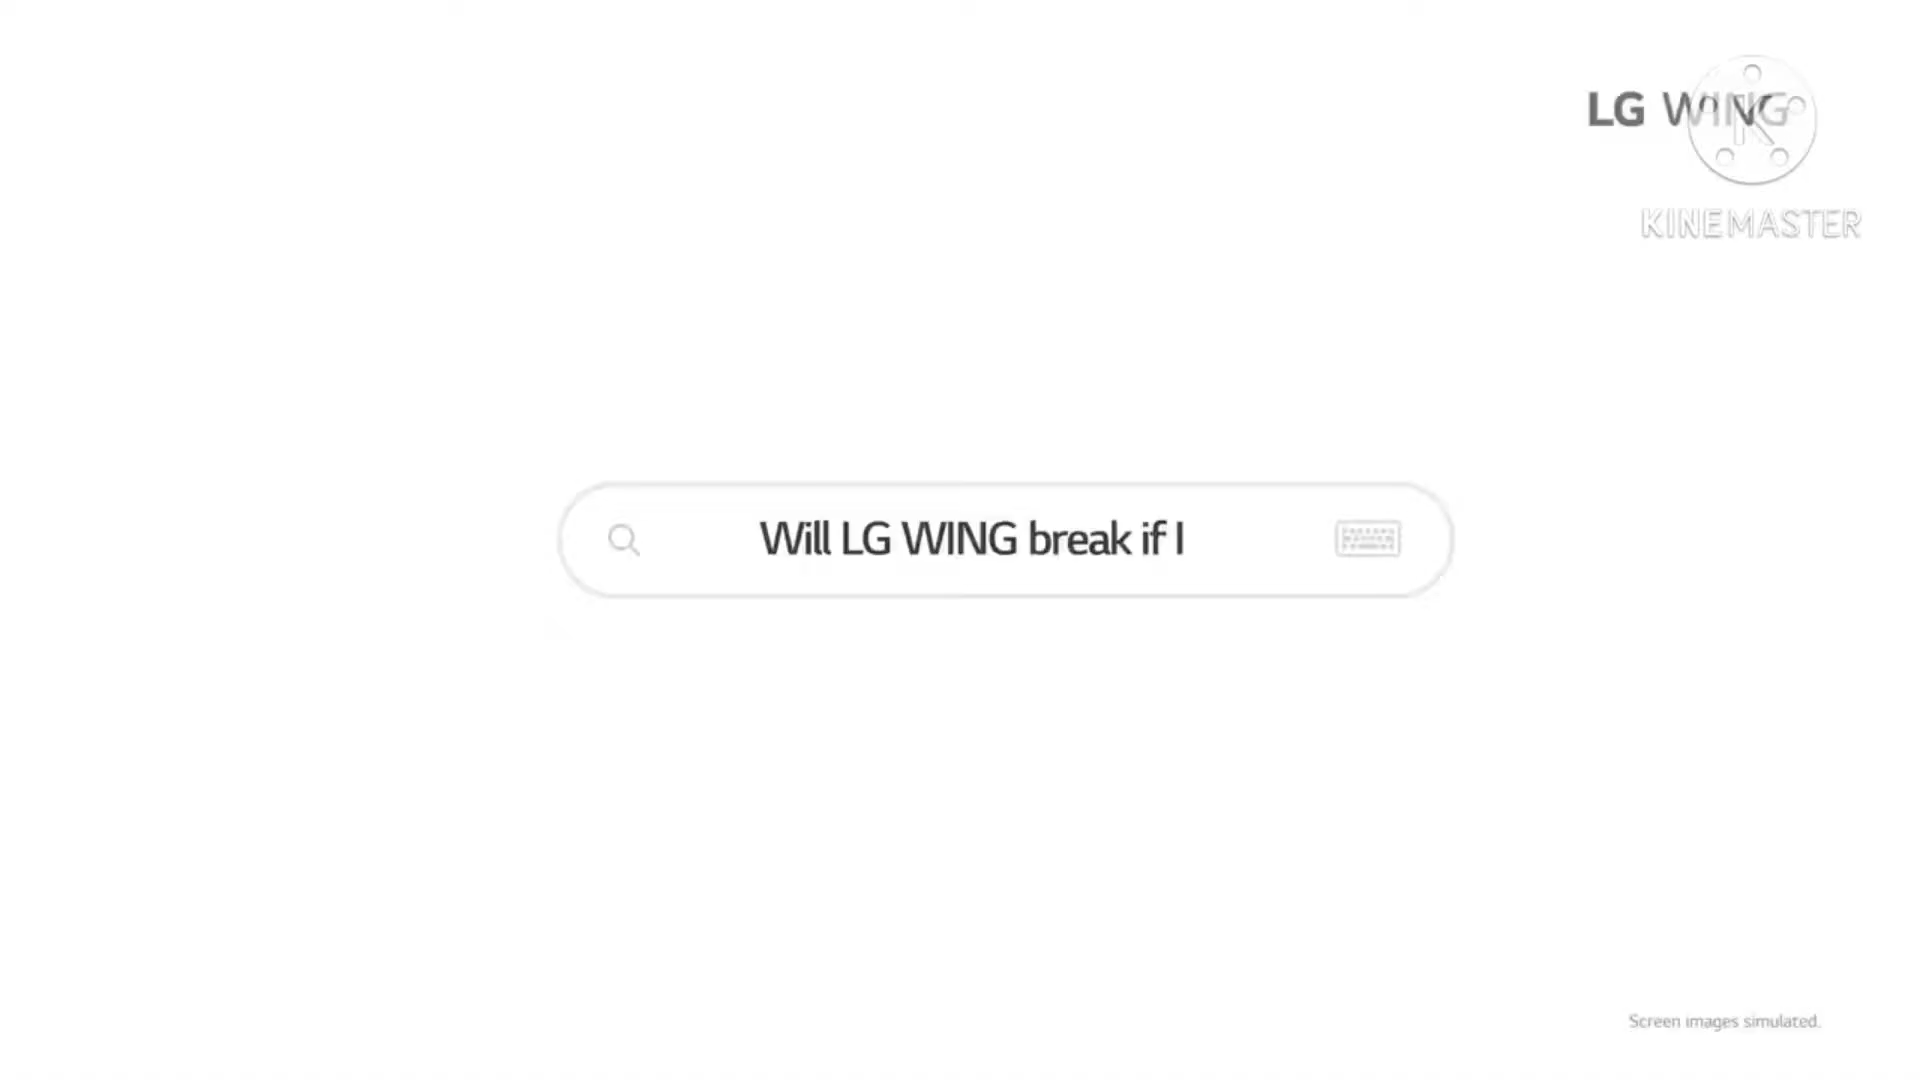 LG WING
KINEMASTER
Will LG WING break if I
Screen images simulated.